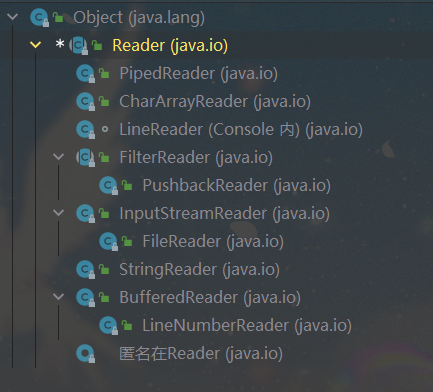 Object (java.lang)
* Reader (java.io)
PipedReader (java.io)
CharArrayReader (java.io)
LineReader (Console 内) (java.io)
FilterReader (java.io)
PushbackReader (java.io)
InputStreamReader (java.io)
FileReader (java.io)
StringReader (java.io)
BufferedReader (java.io)
LineNumberReader (java.io)
匿名在Reader (java.io)